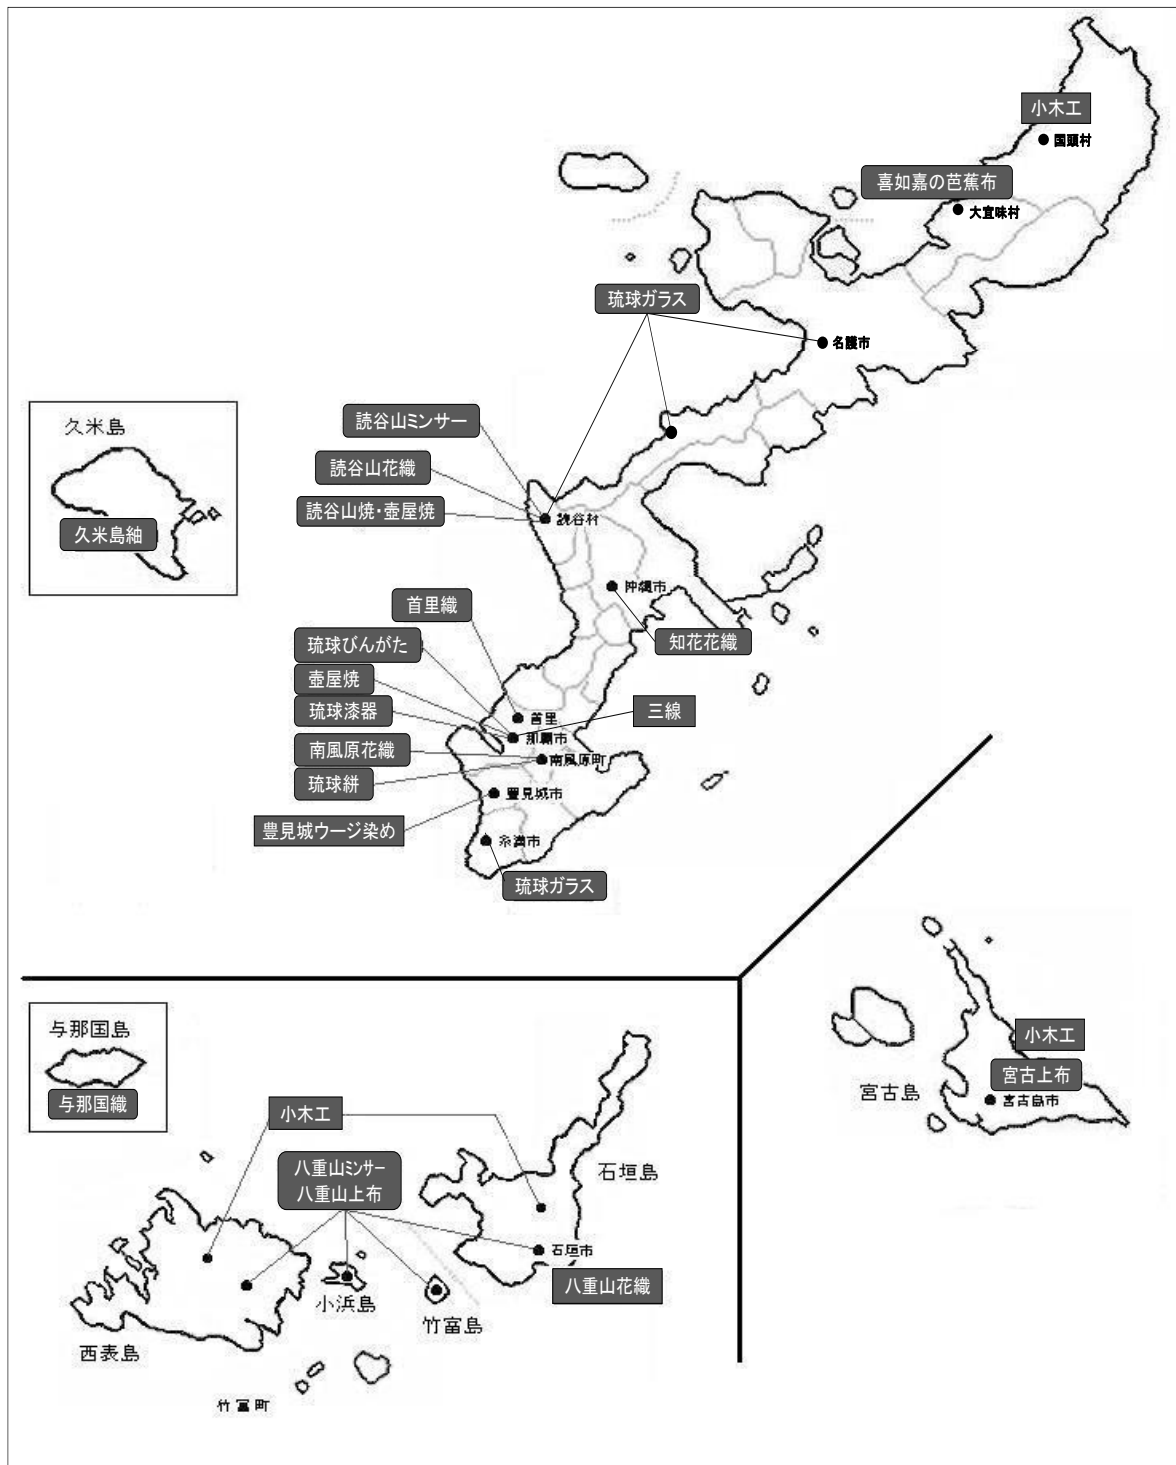 小木工
国頭村
喜如嘉の芭蕉布
大宜味村
琉球ガラス
名護市
久米島
久米島紬
読谷山ミンサー
読谷山花織
読谷山焼・壺屋焼
読谷村
沖縄市
知花花織
首里織
琉球びんがた
壺屋焼
琉球漆器
三線
首里
那覇市
南風原花織
南風原町
琉球絣
豊見城市
豊見城ウージ染め
糸満市
琉球ガラス
与那国島
与那国織
小木工
八重山ミンサー
八重山上布
石垣島
石垣市
八重山花織
小浜島
竹富島
西表島
竹富町
小木工
宮古上布
宮古島
宮古島市